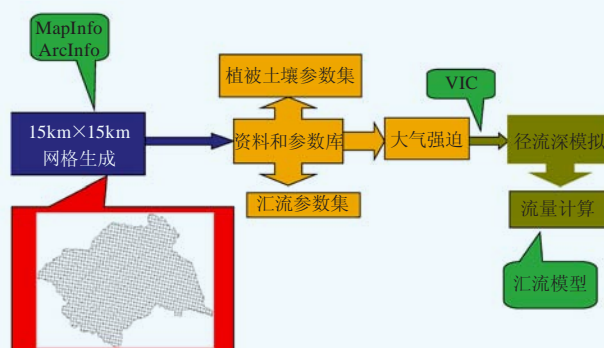 MapInfo
ArcInfo
15km×15km
网格生成
植被土壤参数集
资料和参数库
汇流参数集
大气强迫
VIC
径流深模拟
流量计算
汇流模型